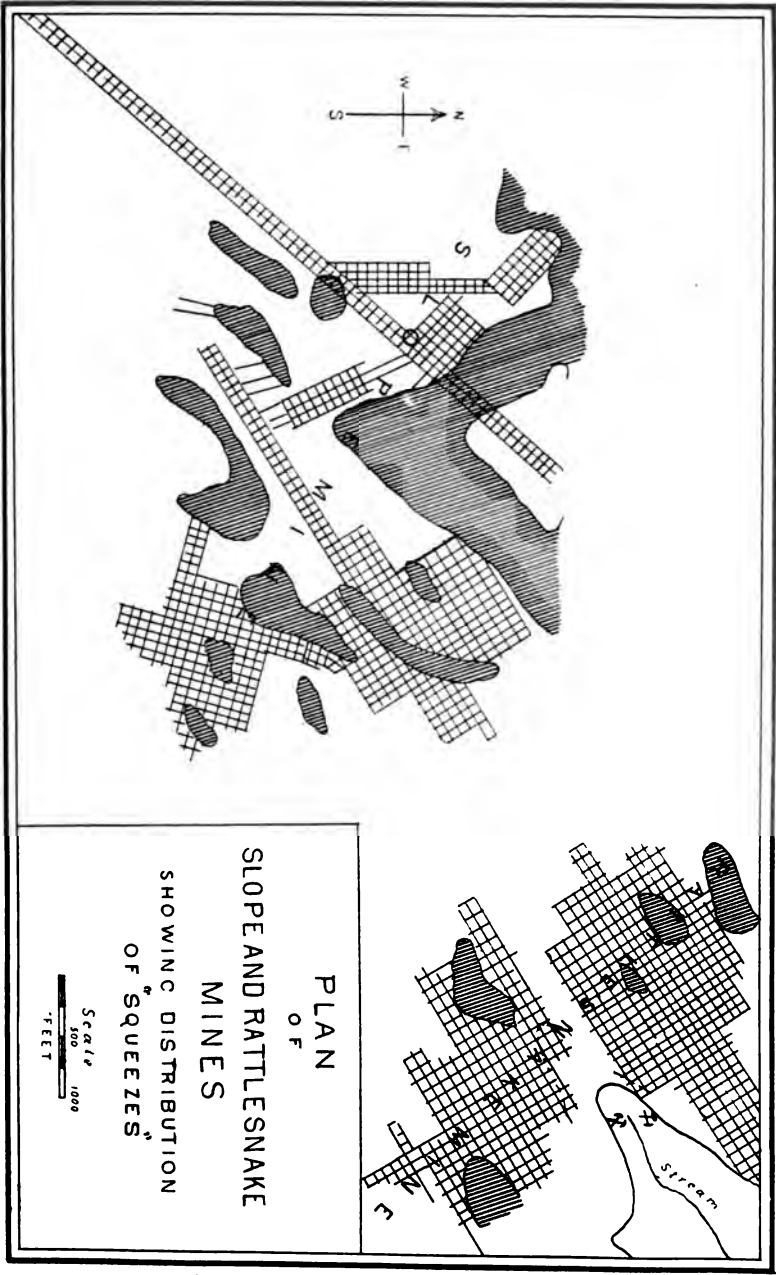 PLAN
OF
SLOPE AND RATTLESNAKE
MINES
SHOWING DISTRIBUTION
OF "SQUEEZES"
Scale
500 1000
FEET
N
W
S
Stream
S L P
M I
M I N E